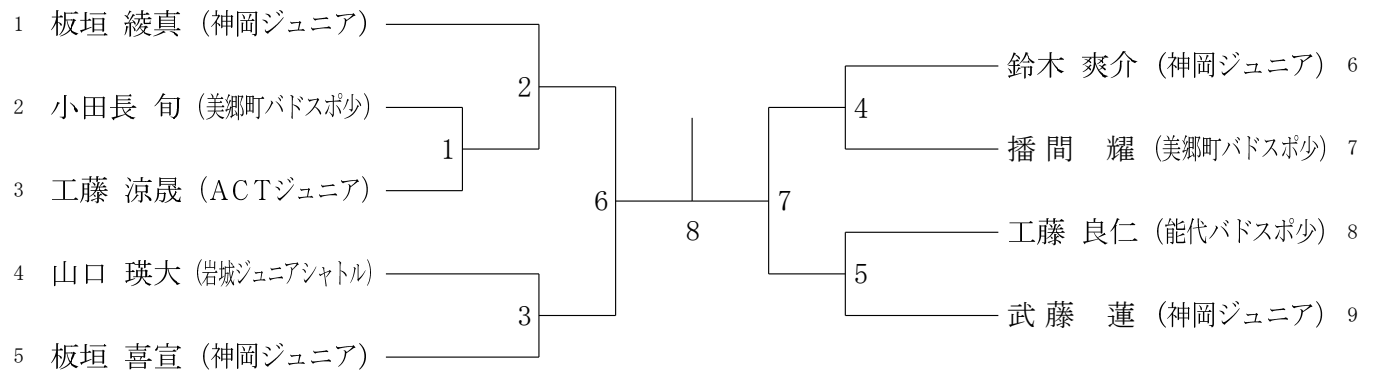 1 板垣 綾真 (神岡ジュニア)
2 小田長 旬 (美郷町バドスポ少)
3 工藤 涼晟 (ACTジュニア)
4 山口 瑛大 (岩城ジュニアシャトル)
5 板垣 喜宣 (神岡ジュニア)
2
1
3
6
8
7
4
5
鈴木 爽介 (神岡ジュニア) 6
播間 耀 (美郷町バドスポ少) 7
工藤 良仁 (能代バドスポ少) 8
武藤 蓮 (神岡ジュニア) 9